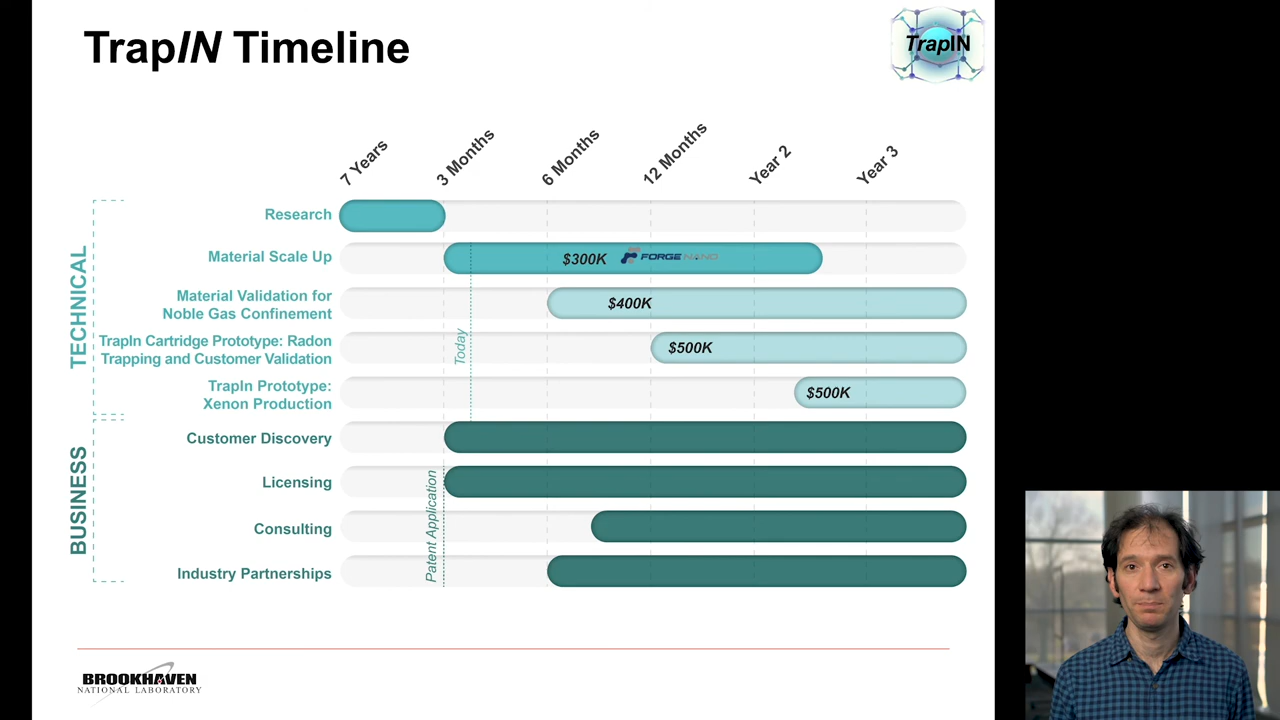 TrapIN Timeline
TrapIN
7 Years
3 Months
6 Months
12 Months
Year 2
Year 3
TECHNICAL
Research
Material Scale Up
$300K
FORGE NANO
Material Validation for
Noble Gas Confinement
$400K
TrapIn Cartridge Prototype: Radon
Trapping and Customer Validation
$500K
Today
TrapIn Prototype:
Xenon Production
$500K
BUSINESS
Customer Discovery
Licensing
Consulting
Industry Partnerships
Patent Application
BROOKHAVEN
NATIONAL LABORATORY